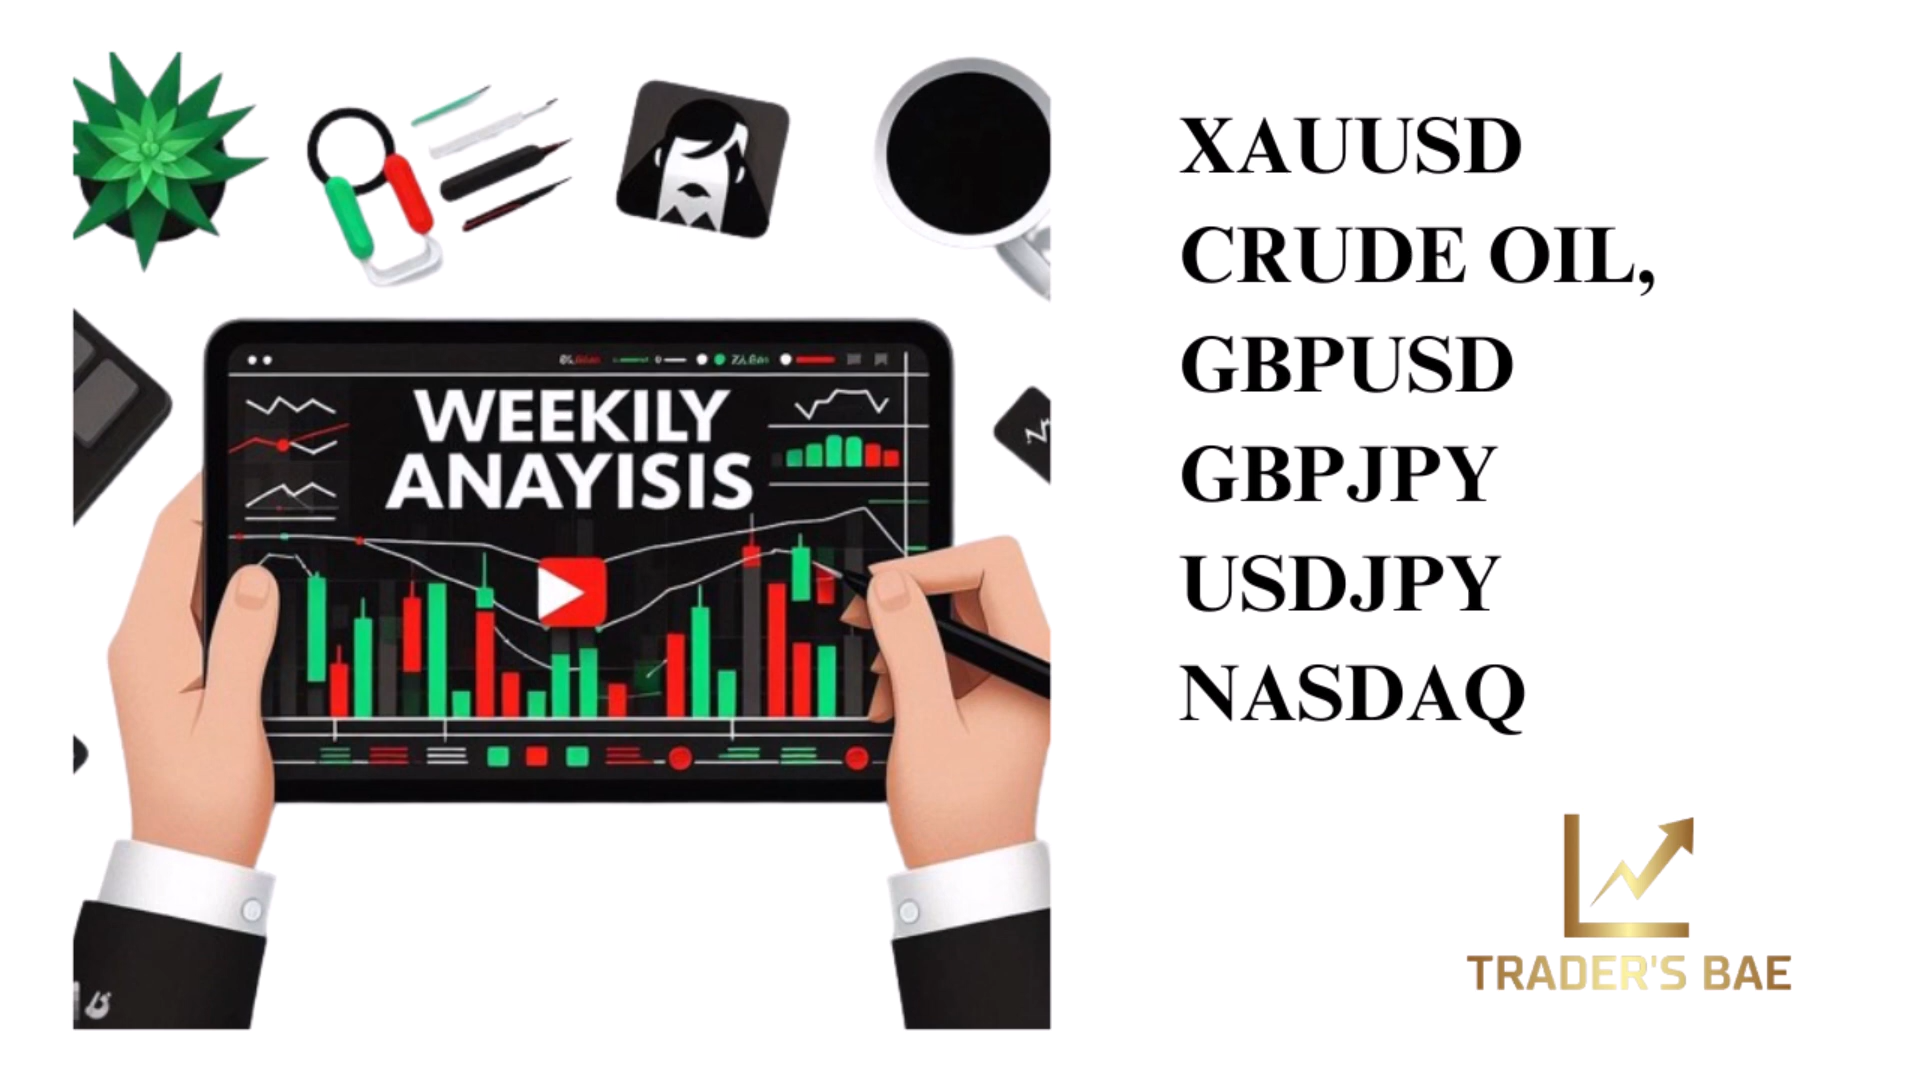 WEEKILY
ANAYISIS
XAUUSD
CRUDE OIL,
GBPUSD
GBPJPY
USDJPY
NASDAQ
TRADER'S BAE